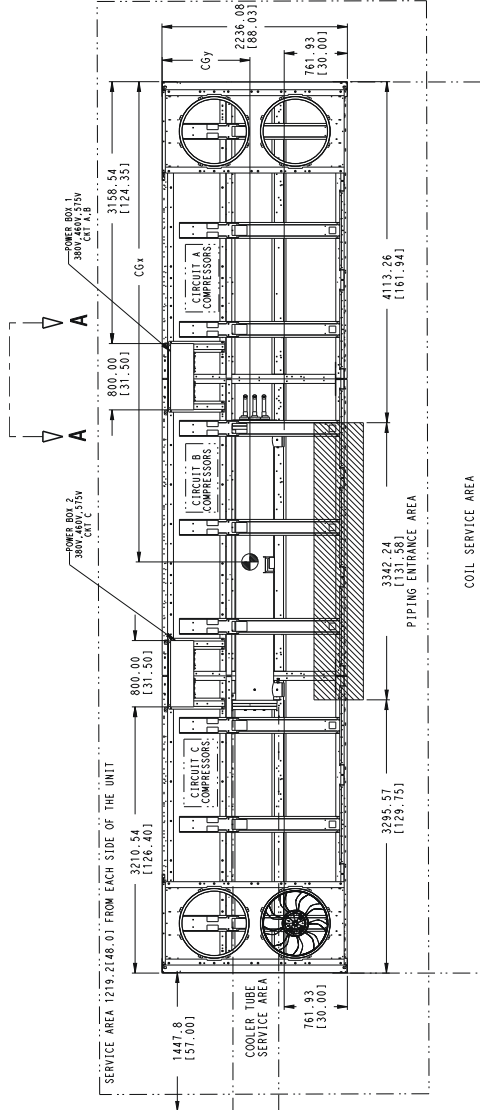 2236.08
[88.03]
CGy
761.93
[30.00]
3158.54
[124.35]
CGx
4113.26
[161.94]
POWER BOX 1
380V,460V,575V
CKT A,B
CIRCUIT A
COMPRESSORS
A
A
800.00
[31.50]
CIRCUIT B
COMPRESSORS
POWER BOX 2
380V,460V,575V
CKT C
3342.24
[131.58]
PIPING ENTRANCE AREA
COIL SERVICE AREA
800.00
[31.50]
CIRCUIT C
COMPRESSORS
SERVICE AREA 1219.2[48.0] FROM EACH SIDE OF THE UNIT
3210.54
[126.40]
3295.57
[129.75]
1447.8
[57.00]
COOLER TUBE
SERVICE AREA
761.93
[30.00]